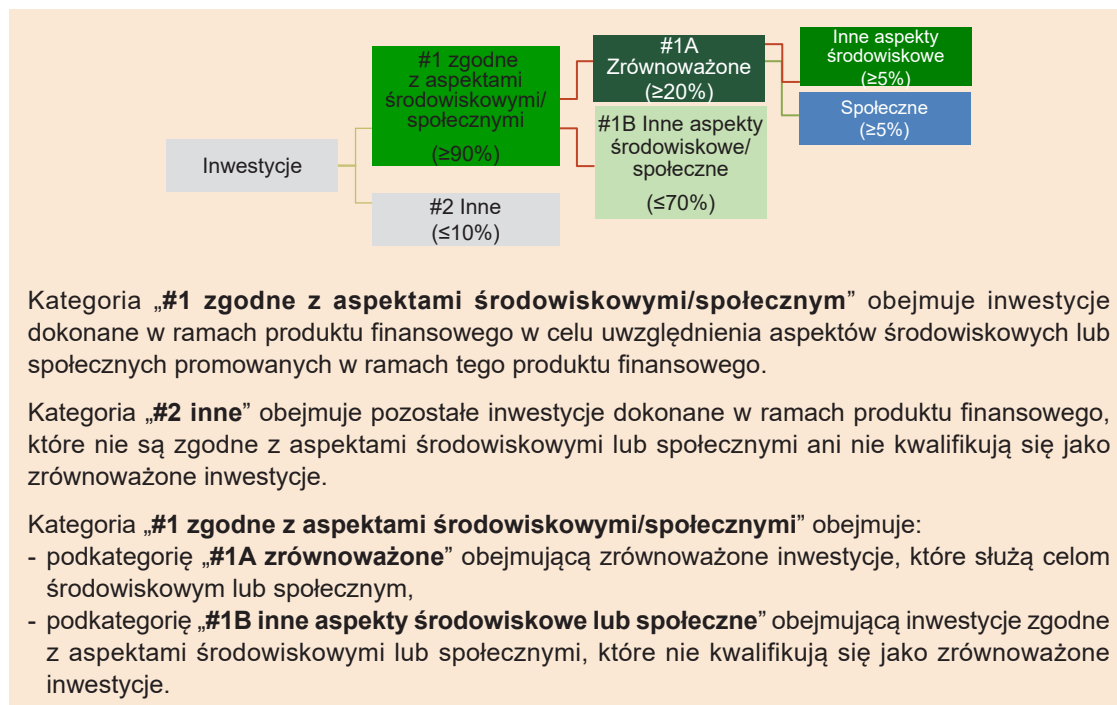 Inwestycje
#1 zgodne
z aspektami
środowiskowymi/
społecznymi
(≥90%)
#2 Inne
(≤10%)
#1A
Zrównoważone
(≥20%)
#1B Inne aspekty
środowiskowe/
społeczne
(≤70%)
Inne aspekty
środowiskowe
(≥5%)
Społeczne
(≥5%)
Kategoria „#1 zgodne z aspektami środowiskowymi/społecznym” obejmuje inwestycje
dokonane w ramach produktu finansowego w celu uwzględnienia aspektów środowiskowych lub
społecznych promowanych w ramach tego produktu finansowego.
Kategoria „#2 inne” obejmuje pozostałe inwestycje dokonane w ramach produktu finansowego,
które nie są zgodne z aspektami środowiskowymi lub społecznymi ani nie kwalifikują się jako
zrównoważone inwestycje.
Kategoria „#1 zgodne z aspektami środowiskowymi/społecznymi” obejmuje:
- podkategorię „#1A zrównoważone” obejmującą zrównoważone inwestycje, które służą celom
środowiskowym lub społecznym,
- podkategorię „#1B inne aspekty środowiskowe lub społeczne” obejmującą inwestycje zgodne
z aspektami środowiskowymi lub społecznymi, które nie kwalifikują się jako zrównoważone
inwestycje.